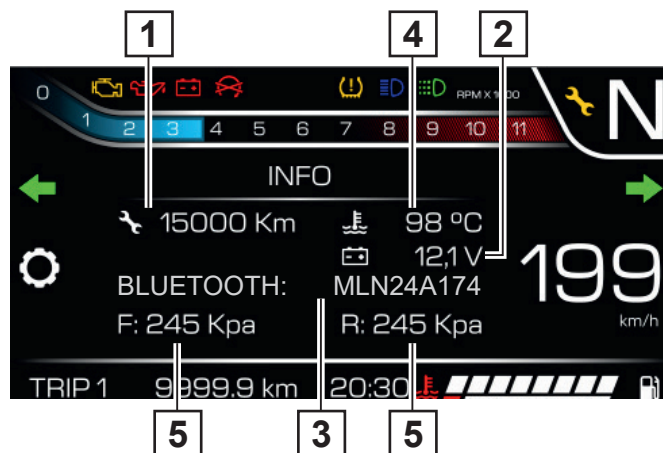 1 4 2
0 RPM X 1000 N
1 2 3 4 5 6 7 8 9 10 11
INFO
15000 Km 98 ºC
12,1 V
199
BLUETOOTH: MLN24A174
F: 245 Kpa R: 245 Kpa
km/h
TRIP 1 9999.9 km 20:30
5 3 5